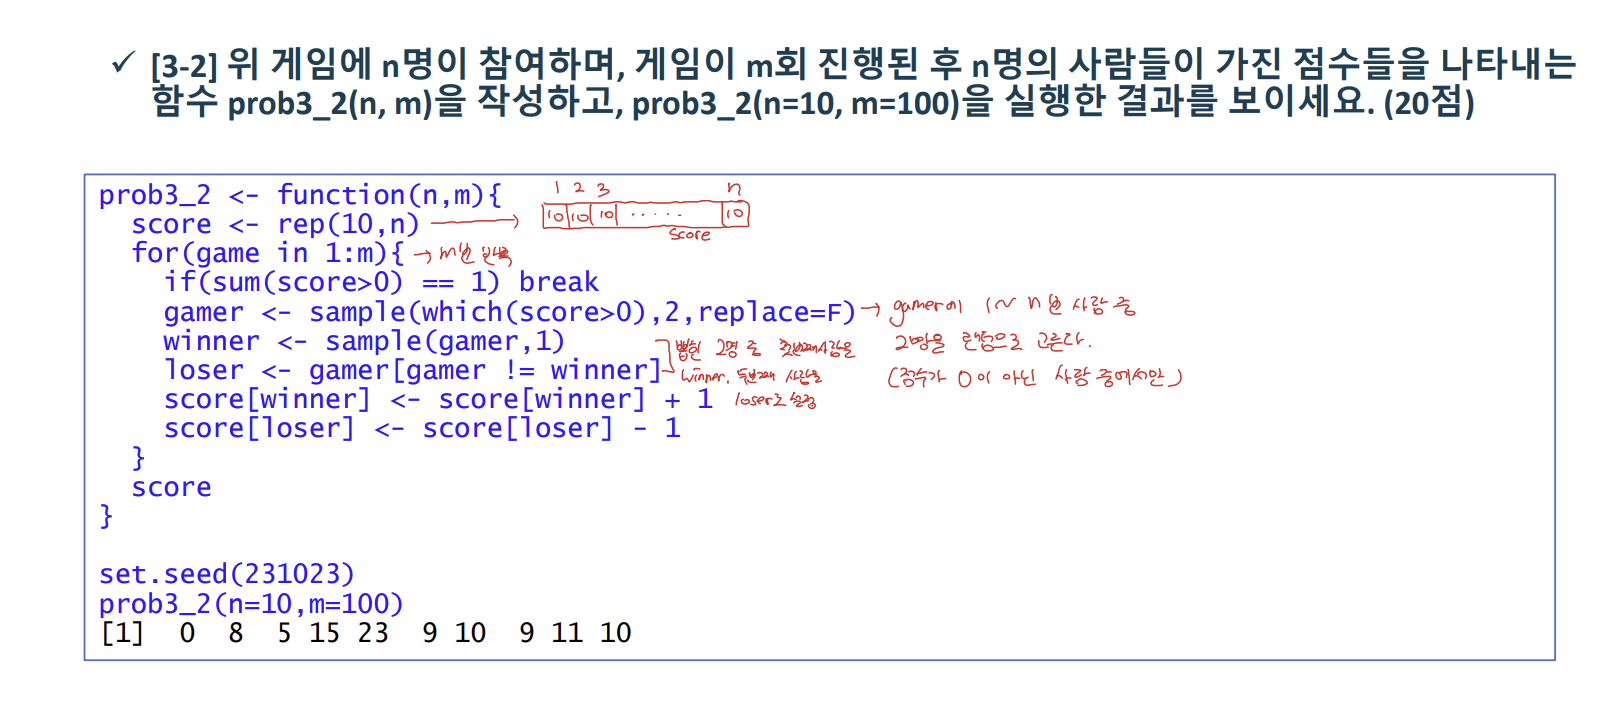 ✓ [3-2] 위 게임에 n명이 참여하며, 게임이 m회 진행된 후 n명의 사람들이 가진 점수들을 나타내는
함수 prob3_2(n, m)을 작성하고, prob3_2(n=10, m=100)을 실행한 결과를 보이세요. (20점)
prob3_2 <- function(n,m){
1 2 3 n
score <- rep(10,n) →
10 10 10 ..... 10
score
for(game in 1:m){ → m번 반복
if(sum(score>0) == 1) break
gamer <- sample(which(score>0),2,replace=F) → gamer에 1~n번 사람 중
winner <- sample(gamer,1)
뽑힌 2명 중 첫번째사람을
2명을 랜덤으로 고른다.
loser <- gamer[gamer != winner]
winner, 두번째 사람을
(점수가 0이 아닌 사람 중에서만)
score[winner] <- score[winner] + 1 loser로 설정
score[loser] <- score[loser] - 1
}
score
}
set.seed(231023)
prob3_2(n=10,m=100)
[1] 0 8 5 15 23 9 10 9 11 10